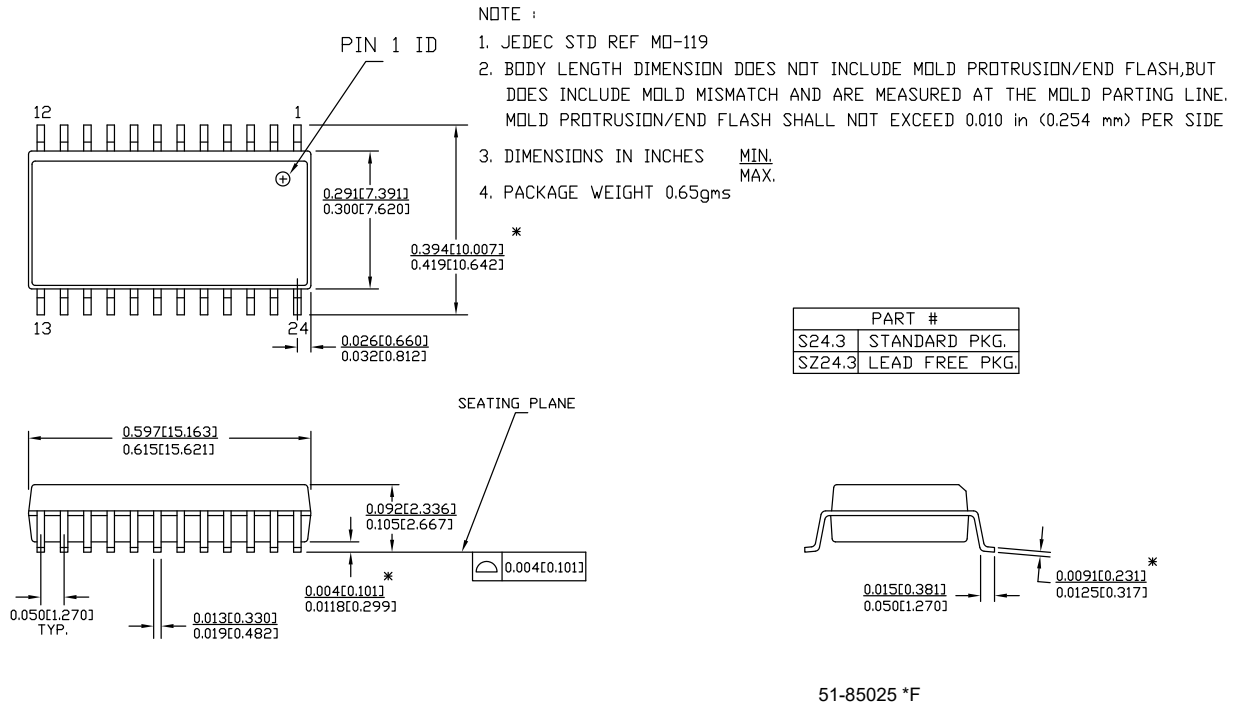 NOTE :
1. JEDEC STD REF MO-119
2. BODY LENGTH DIMENSION DOES NOT INCLUDE MOLD PROTRUSION/END FLASH,BUT
DOES INCLUDE MOLD MISMATCH AND ARE MEASURED AT THE MOLD PARTING LINE.
MOLD PROTRUSION/END FLASH SHALL NOT EXCEED 0.010 in (0.254 mm) PER SIDE
3. DIMENSIONS IN INCHES MIN.
MAX.
4. PACKAGE WEIGHT 0.65gms
PIN 1 ID
12 1
0.291[7.391]
0.300[7.620]
*
0.394[10.007]
0.419[10.642]
13 24
0.026[0.660]
0.032[0.812]
PART #
S24.3 STANDARD PKG.
SZ24.3 LEAD FREE PKG.
SEATING PLANE
0.597[15.163]
0.615[15.621]
0.092[2.336]
0.105[2.667]
0.004[0.101]
*
0.004[0.101]
0.0118[0.299]
0.050[1.270]
TYP.
0.013[0.330]
0.019[0.482]
*
0.0091[0.231]
0.0125[0.317]
0.015[0.381]
0.050[1.270]
51-85025 *F